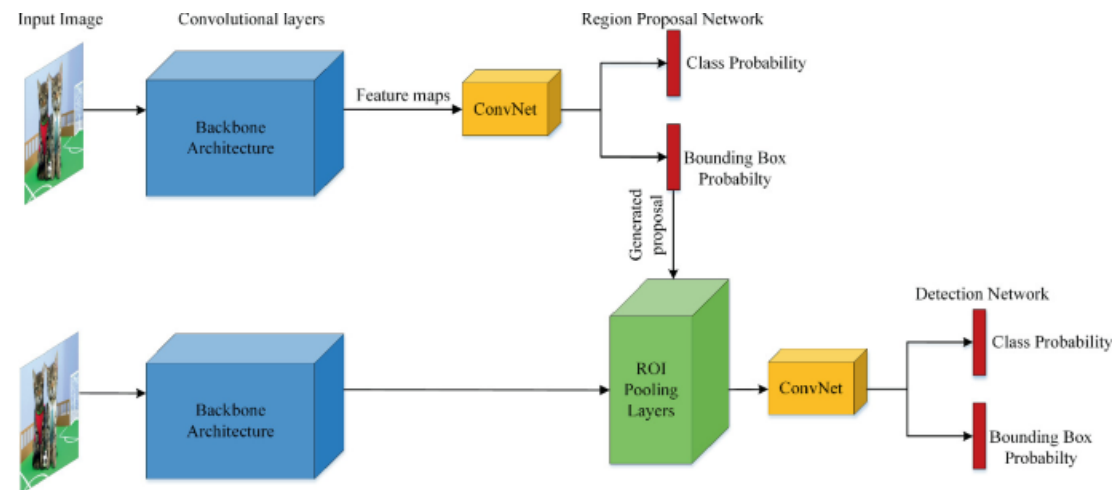 Input Image
Convolutional layers
Region Proposal Network
Class Probability
Feature maps
ConvNet
Backbone
Architecture
Bounding Box
Probabilty
Generated
proposal
Detection Network
Class Probability
ROI
Pooling
Layers
ConvNet
Backbone
Architecture
Bounding Box
Probabilty